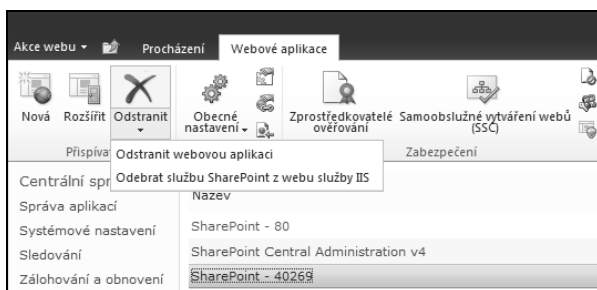 Akce webu Procházení Webové aplikace
Nová Rozšířit Odstranit Obecné nastavení Zprostředkovatelé ověřování Samoobslužné vytváření webů (SSC)
Zabezpečení
Odstranit webovou aplikaci
Odebrat službu SharePoint z webu služby IIS
Centrální
Správa aplikací
Systémové nastavení
Sledování
Zálohování a obnovení
Název
SharePoint - 80
SharePoint Central Administration v4
SharePoint - 40269